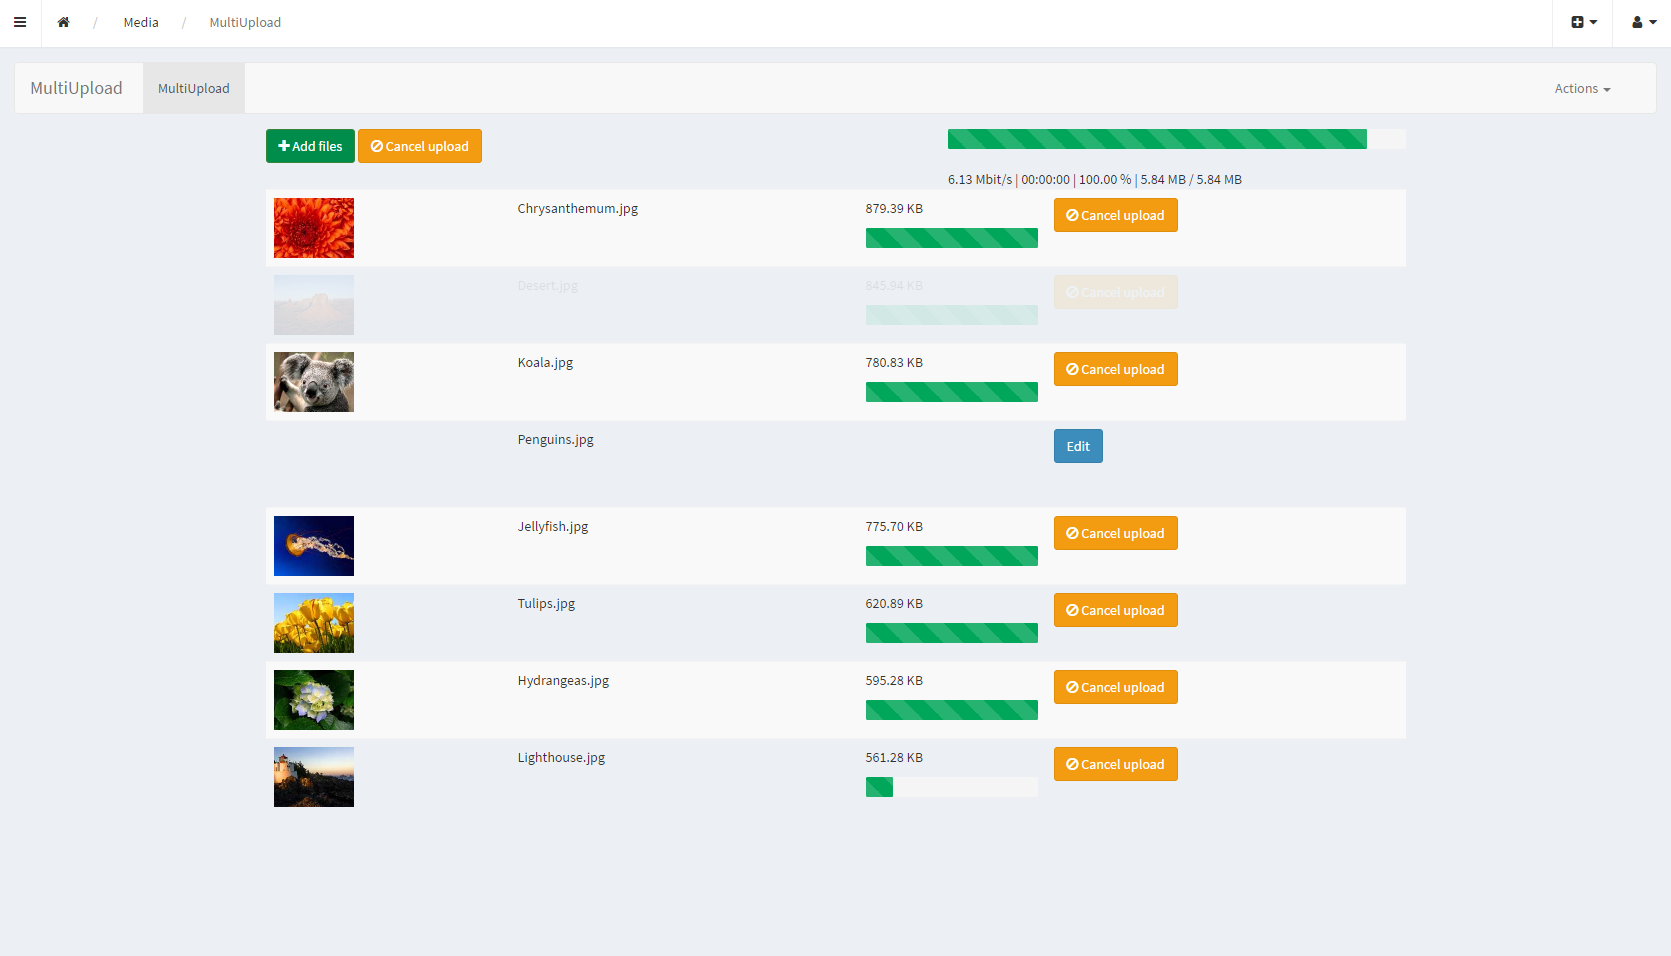 / Media / MultiUpload
MultiUpload MultiUpload Actions
Add files Cancel upload
6.13 Mbit/s | 00:00:00 | 100.00 % | 5.84 MB / 5.84 MB
Chrysanthemum.jpg 879.39 KB Cancel upload
Desert.jpg 845.94 KB Cancel upload
Koala.jpg 780.83 KB Cancel upload
Penguins.jpg Edit
Jellyfish.jpg 775.70 KB Cancel upload
Tulips.jpg 620.89 KB Cancel upload
Hydrangeas.jpg 595.28 KB Cancel upload
Lighthouse.jpg 561.28 KB Cancel upload